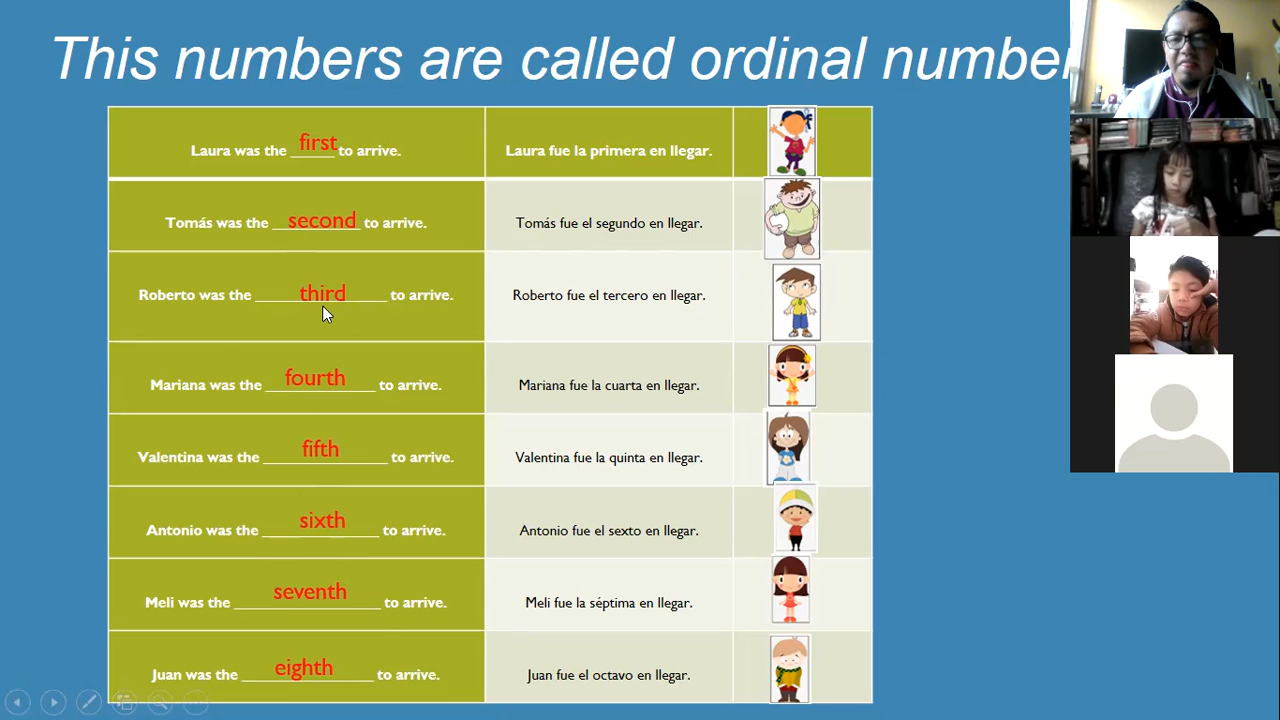 This numbers are called ordinal number
Laura was the first to arrive. Laura fue la primera en llegar.
Tomás was the second to arrive. Tomás fue el segundo en llegar.
Roberto was the third to arrive. Roberto fue el tercero en llegar.
Mariana was the fourth to arrive. Mariana fue la cuarta en llegar.
Valentina was the fifth to arrive. Valentina fue la quinta en llegar.
Antonio was the sixth to arrive. Antonio fue el sexto en llegar.
Meli was the seventh to arrive. Meli fue la séptima en llegar.
Juan was the eighth to arrive. Juan fue el octavo en llegar.